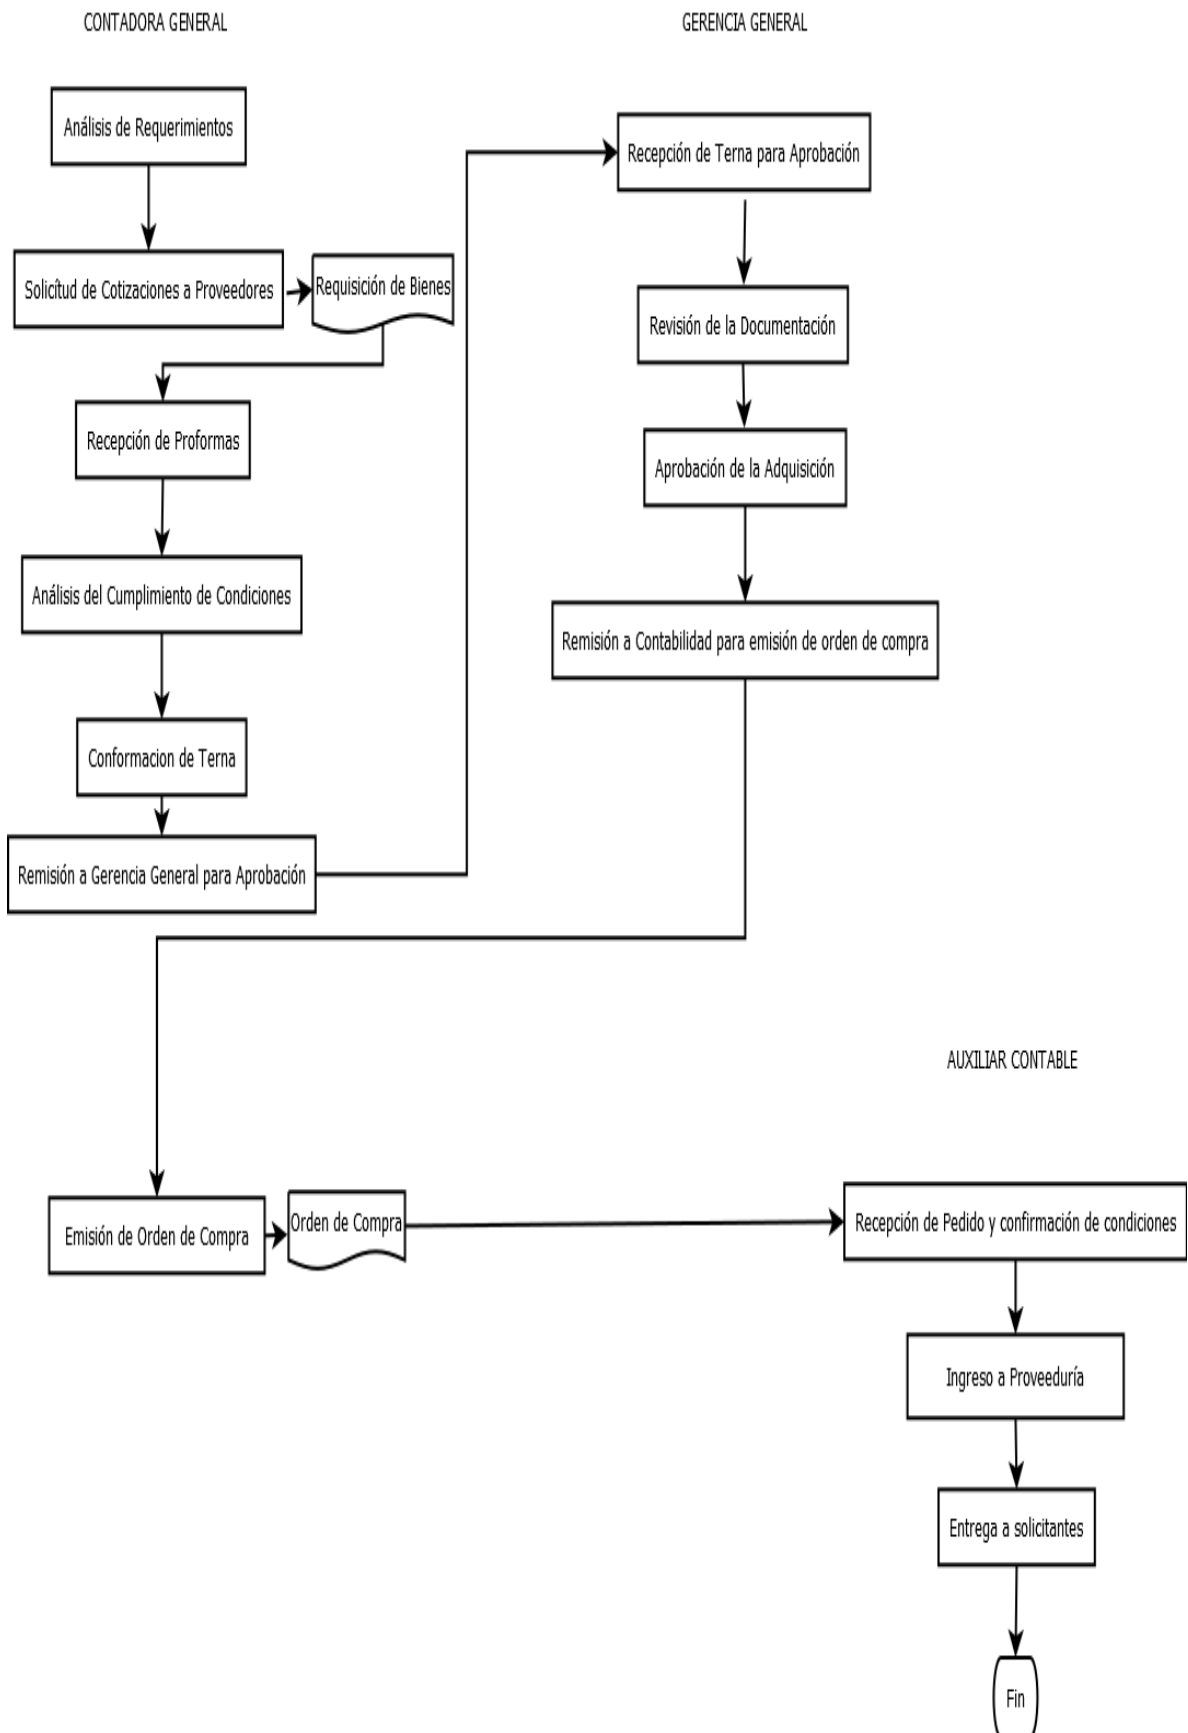 CONTADORA GENERAL
GERENCIA GENERAL
Análisis de Requerimientos
Solicítud de Cotizaciones a Proveedores
Requisición de Bienes
Recepción de Proformas
Análisis del Cumplimiento de Condiciones
Conformacion de Terna
Remisión a Gerencia General para Aprobación
Recepción de Terna para Aprobación
Revisión de la Documentación
Aprobación de la Adquisición
Remisión a Contabilidad para emisión de orden de compra
AUXILIAR CONTABLE
Emisión de Orden de Compra
Orden de Compra
Recepción de Pedido y confirmación de condiciones
Ingreso a Proveeduría
Entrega a solicitantes
Fin